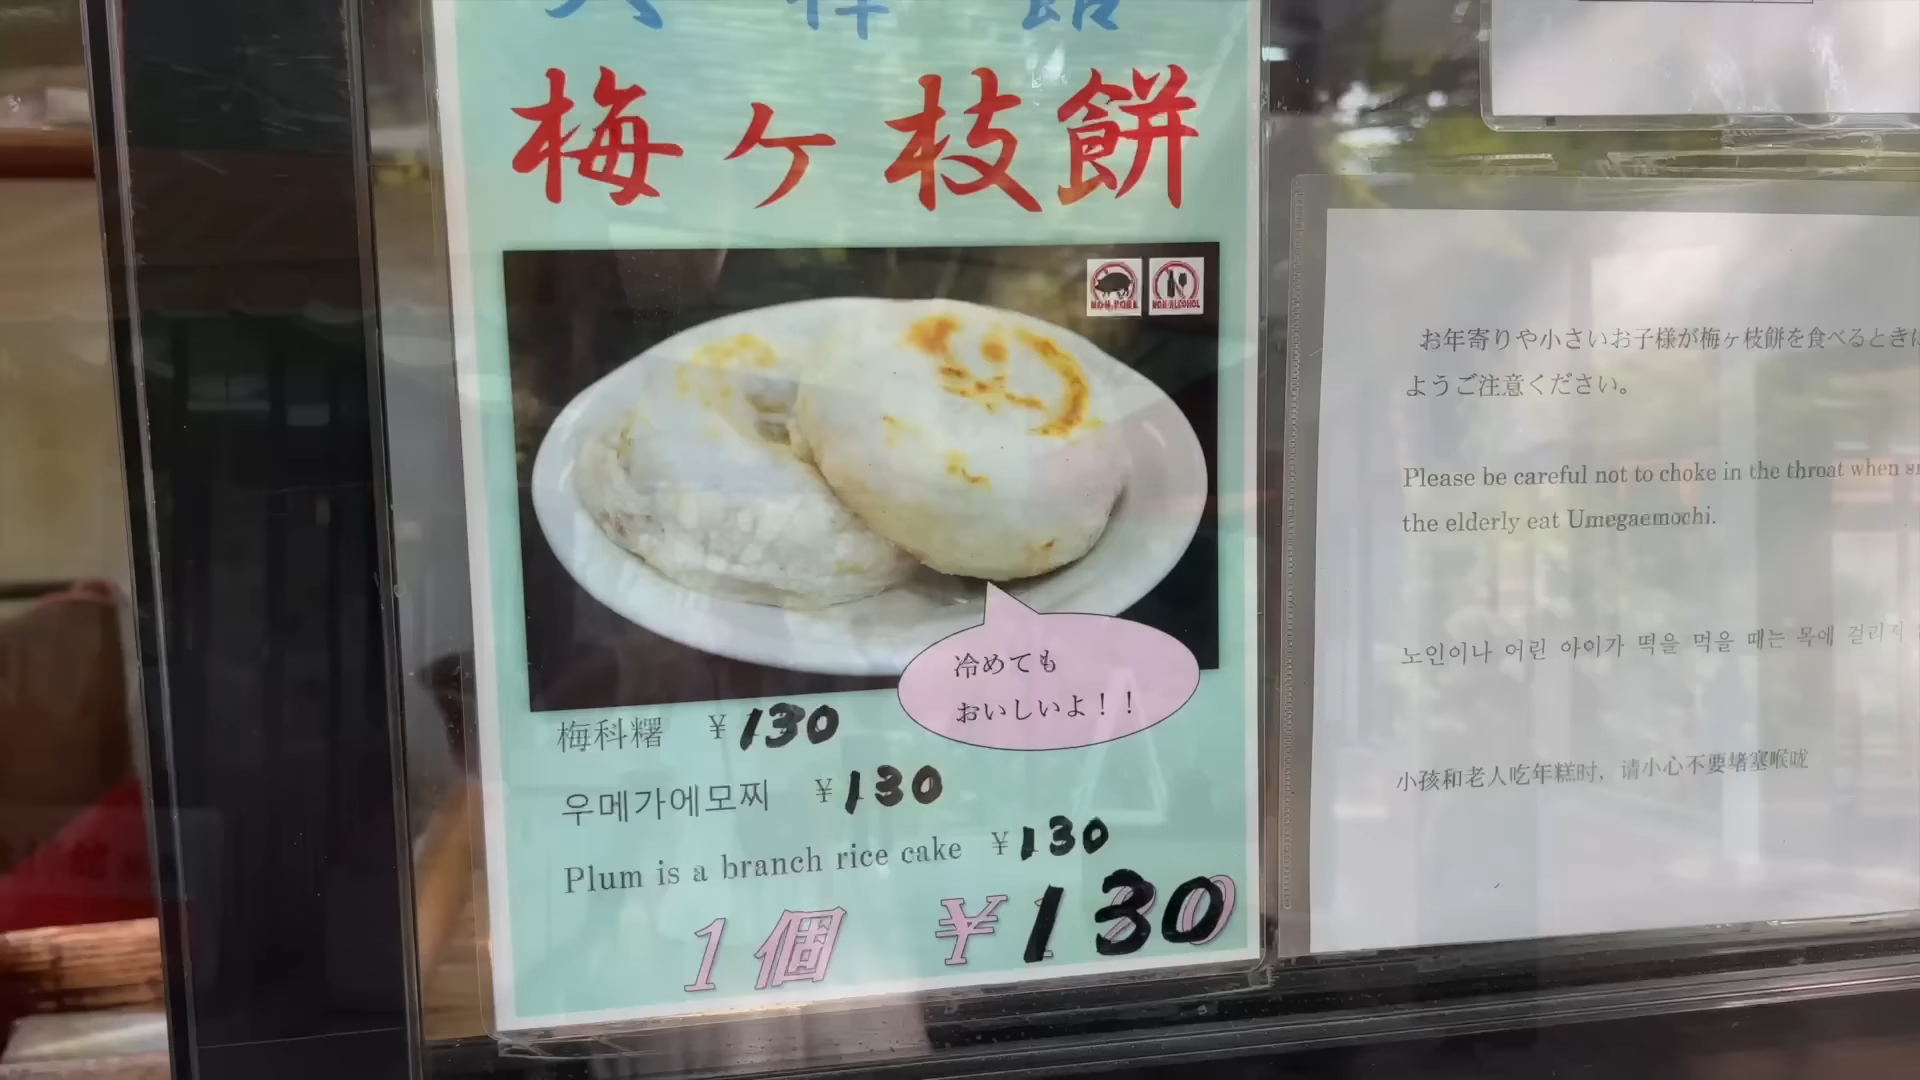 梅ヶ枝餅
NON PORK
NON ALCOHOL
冷めても
おいしいよ！！
梅科糬 ¥130
우메가에모찌 ¥130
Plum is a branch rice cake ¥130
1個 ¥130
お年寄りや小さいお子様が梅ヶ枝餅を食べるときに
ようご注意ください。
Please be careful not to choke in the throat when
the elderly eat Umegaemochi.
노인이나 어린 아이가 떡을 먹을 때는 목에 걸리지
小孩和老人吃年糕时，请小心不要堵塞喉咙